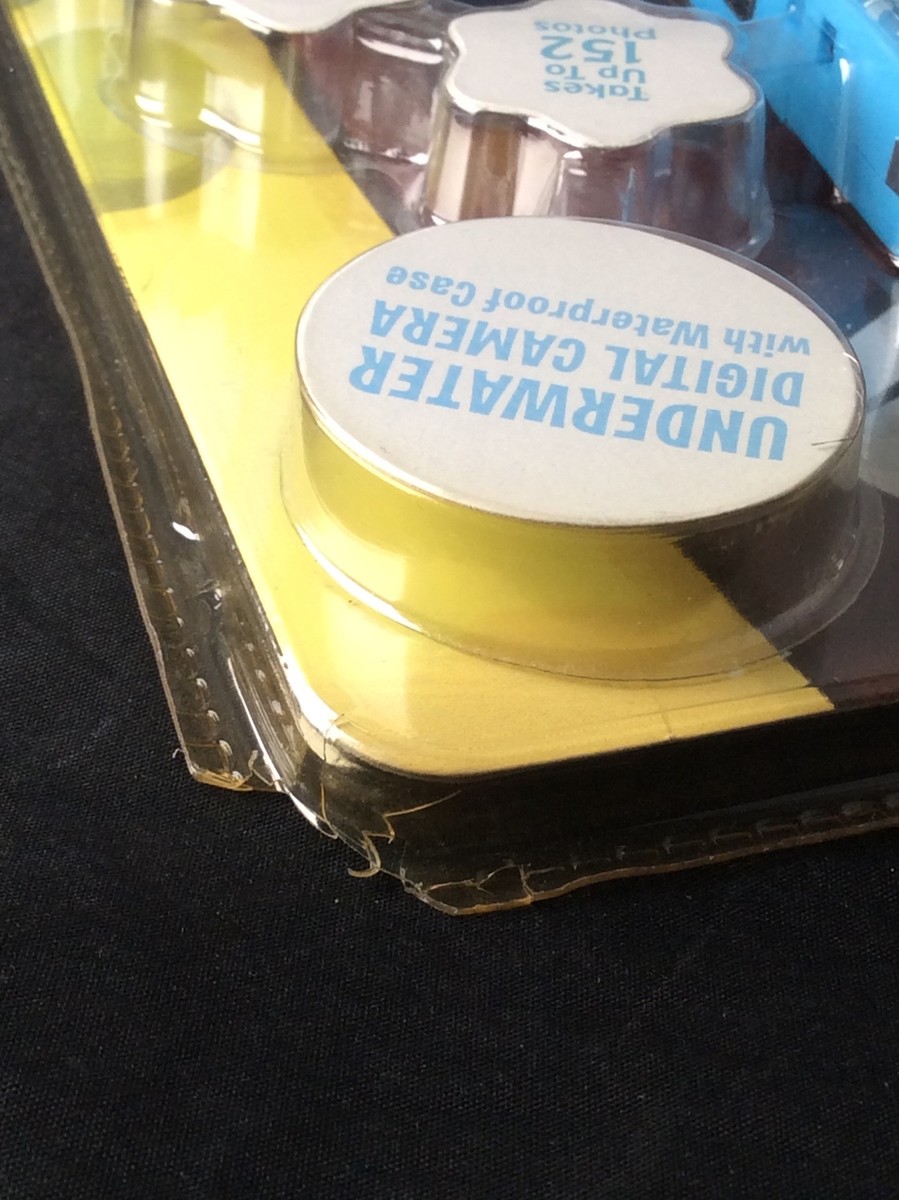 UNDERWATER
DIGITAL CAMERA
with Waterproof Case
Takes
Up To
152
Photos